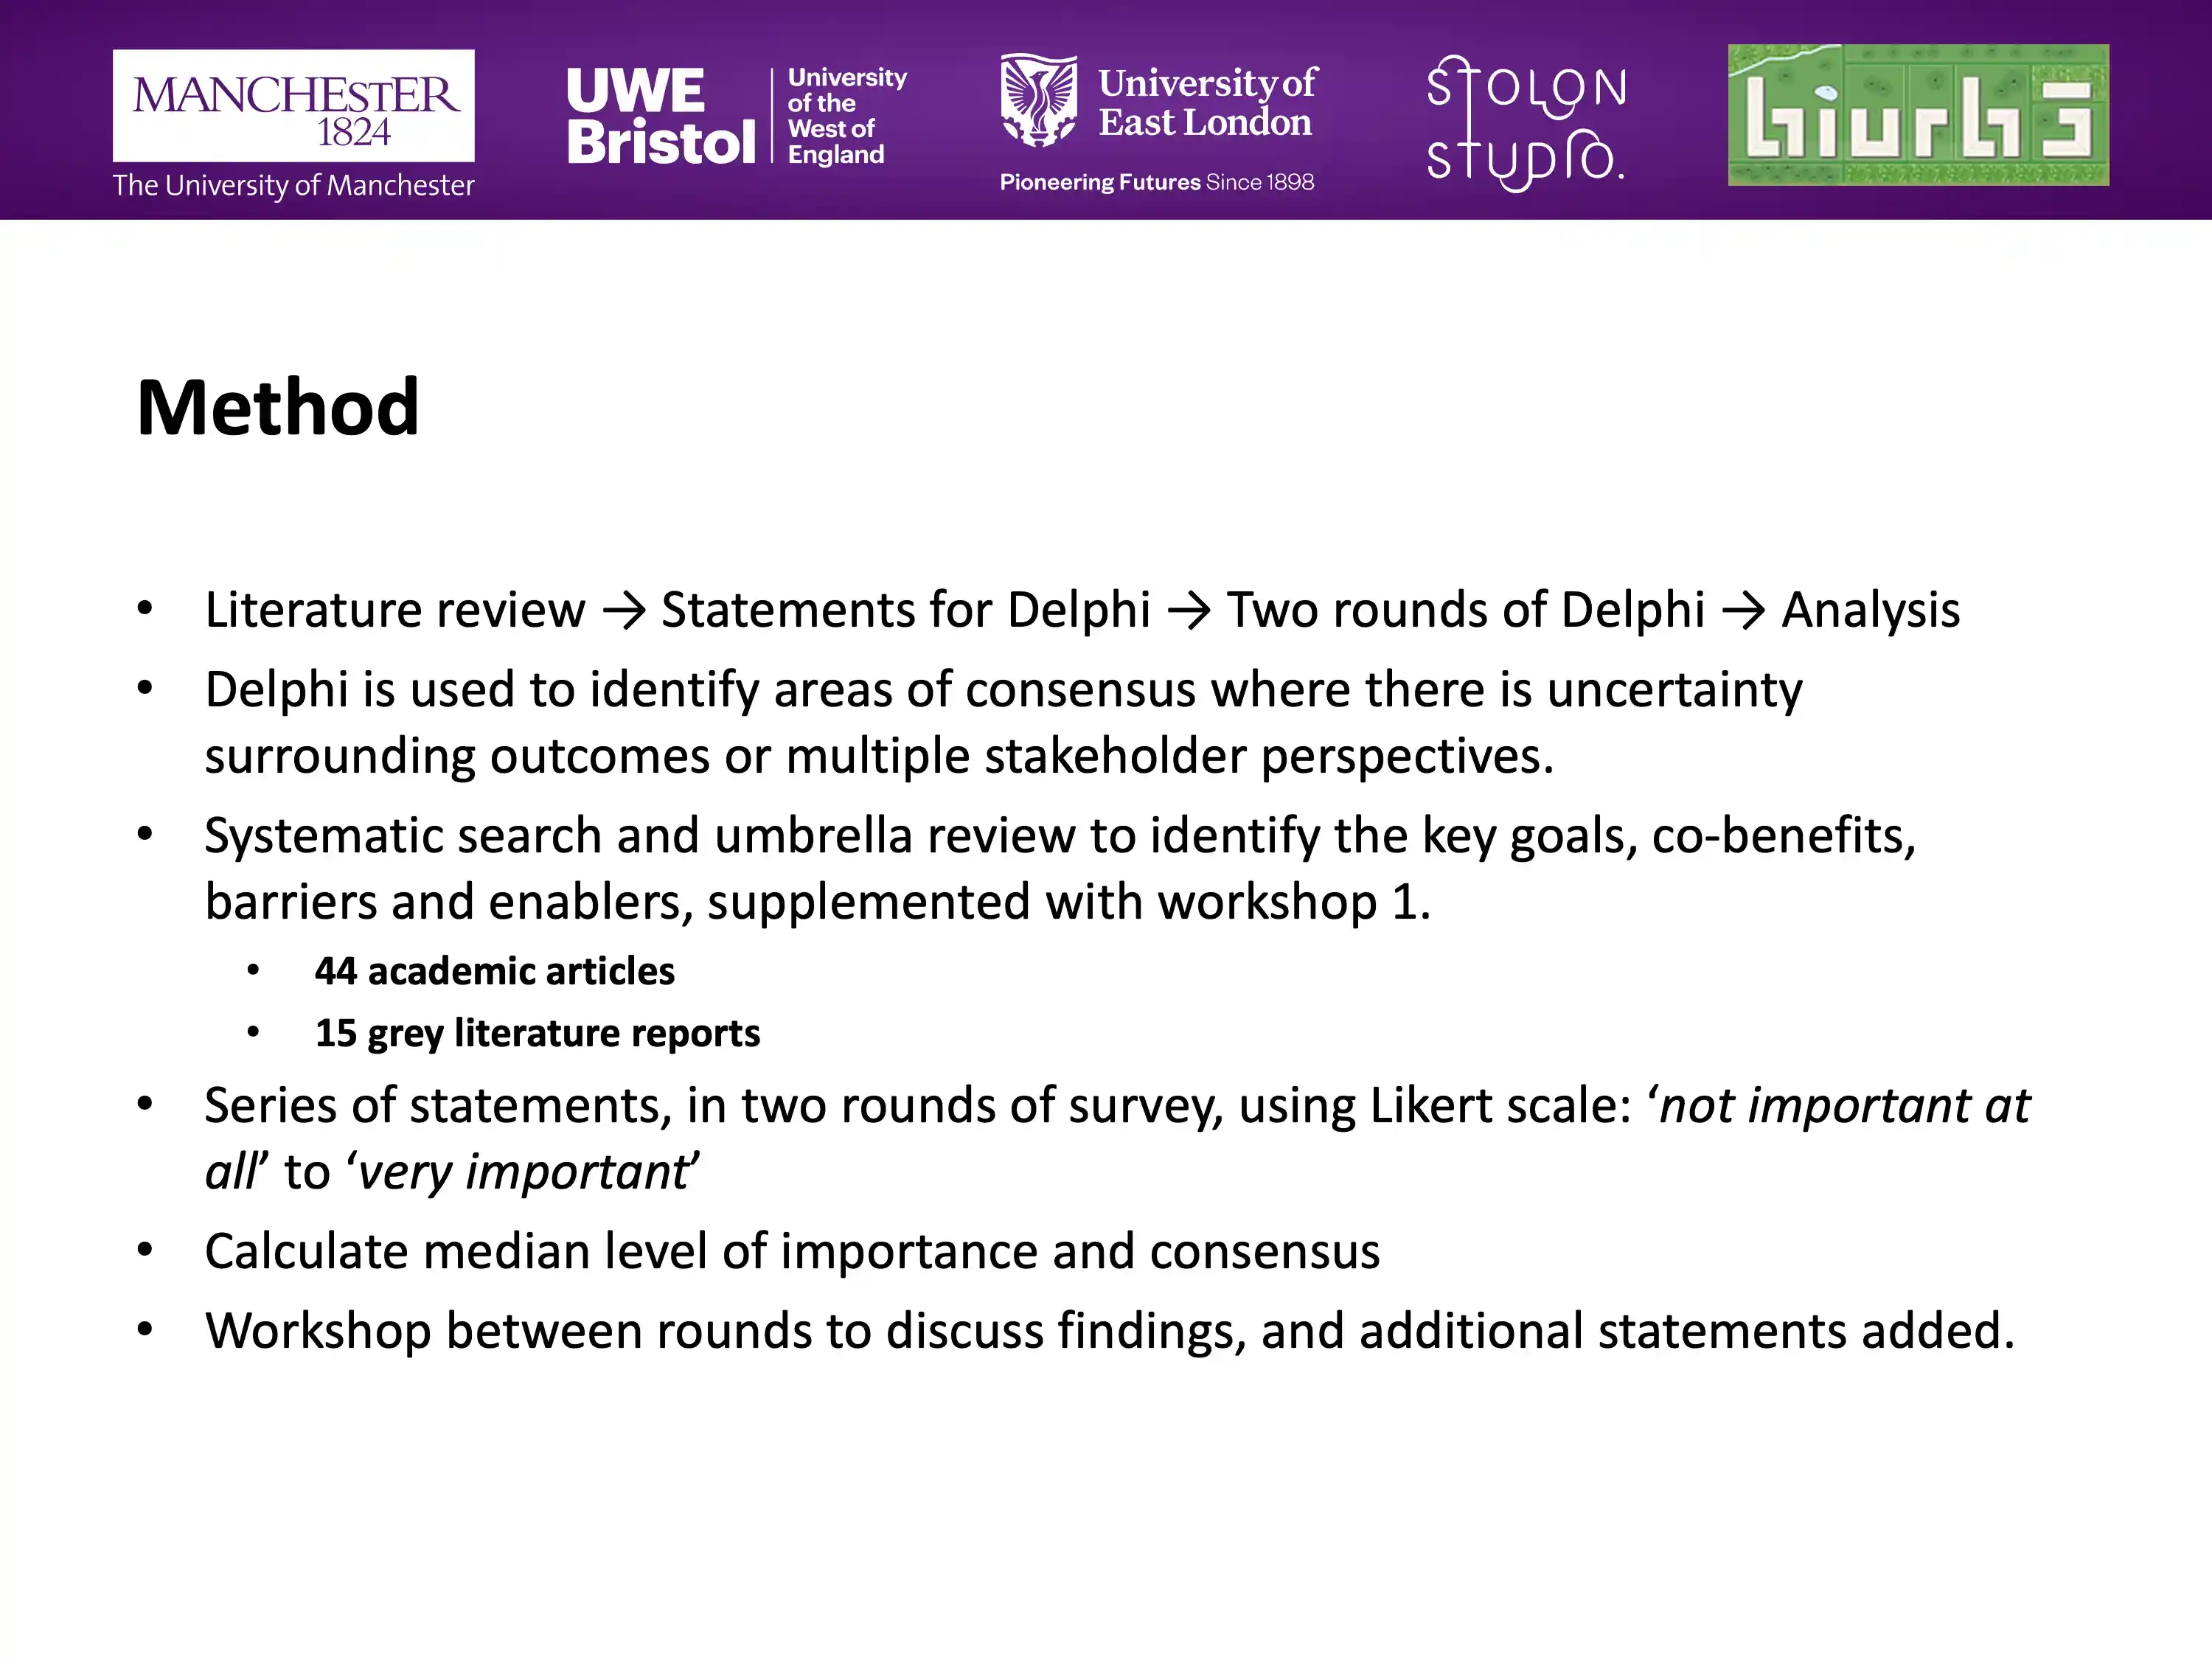 MANCHESTER
1824
The University of Manchester
UWE
Bristol
University
of the
West of
England
University of
East London
Pioneering Futures Since 1898
STOLON
STUDIO.
Method
• Literature review → Statements for Delphi → Two rounds of Delphi → Analysis
• Delphi is used to identify areas of consensus where there is uncertainty
surrounding outcomes or multiple stakeholder perspectives.
• Systematic search and umbrella review to identify the key goals, co-benefits,
barriers and enablers, supplemented with workshop 1.
• 44 academic articles
• 15 grey literature reports
• Series of statements, in two rounds of survey, using Likert scale: ‘not important at
all’ to ‘very important’
• Calculate median level of importance and consensus
• Workshop between rounds to discuss findings, and additional statements added.